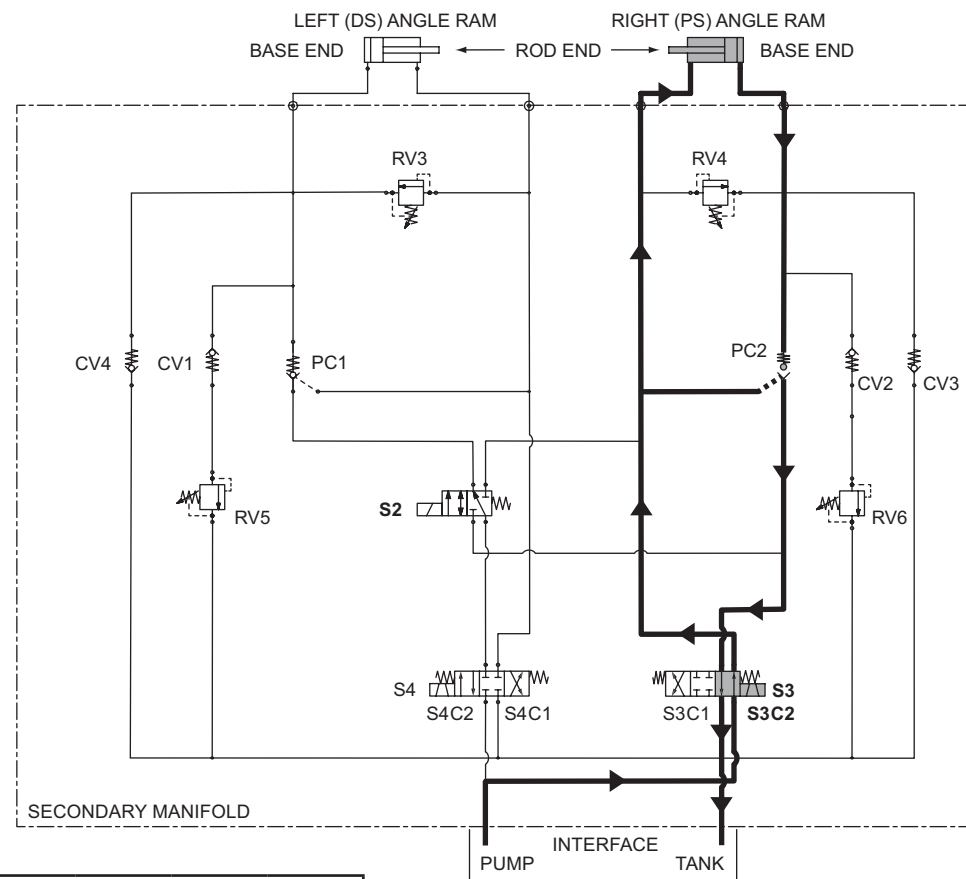 LEFT (DS) ANGLE RAM
RIGHT (PS) ANGLE RAM
BASE END
ROD END
BASE END
RV3
RV4
CV4
CV1
PC1
PC2
CV2
CV3
S2
RV5
RV6
S4
S4C2
S4C1
S3C1
S3
S3C2
SECONDARY MANIFOLD
INTERFACE
PUMP
TANK